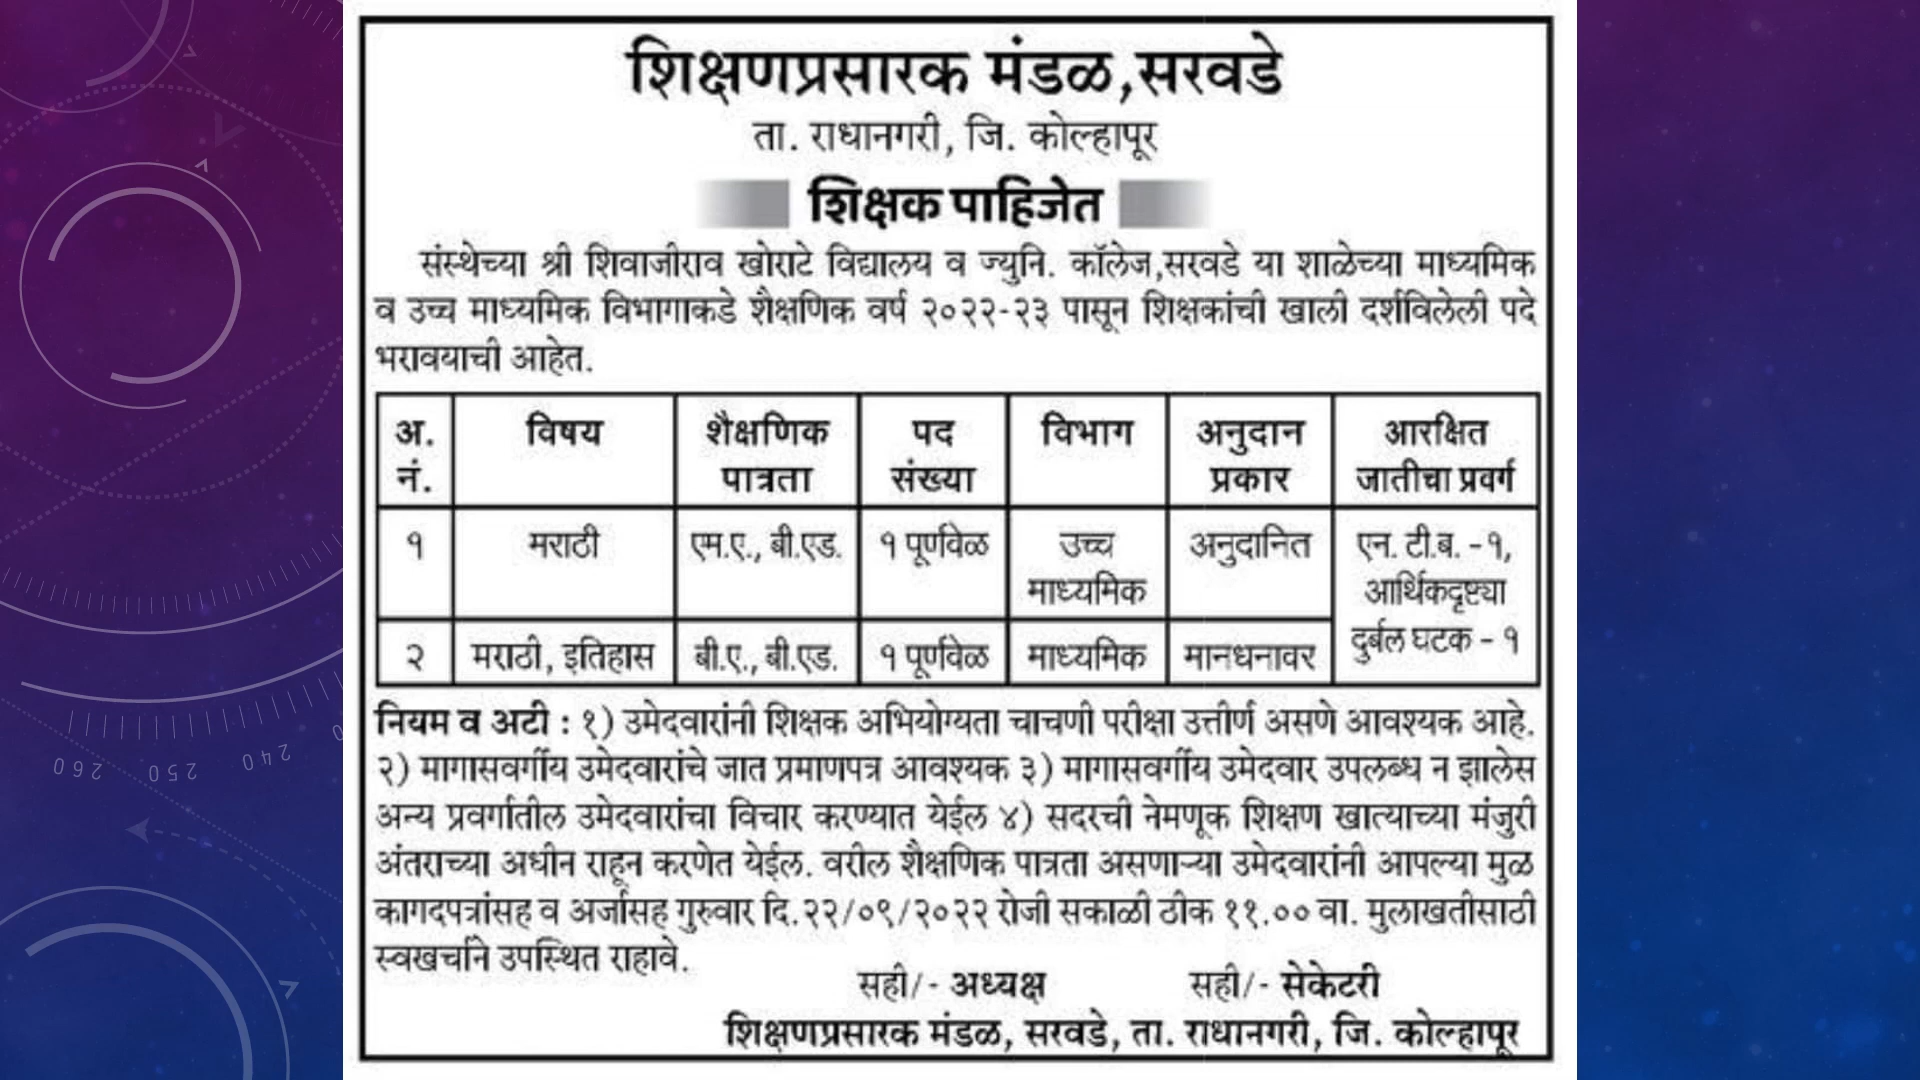 शिक्षणप्रसारक मंडळ,सरवडे
ता. राधानगरी, जि. कोल्हापूर
शिक्षक पाहिजेत
संस्थेच्या श्री शिवाजीराव खोराटे विद्यालय व ज्युनि. कॉलेज,सरवडे या शाळेच्या माध्यमिक
व उच्च माध्यमिक विभागाकडे शैक्षणिक वर्ष २०२२-२३ पासून शिक्षकांची खाली दर्शविलेली पदे
भरावयाची आहेत.
अ. नं. विषय शैक्षणिक पात्रता पद संख्या विभाग अनुदान प्रकार आरक्षित जातीचा प्रवर्ग
१ मराठी एम.ए., बी.एड. १ पूर्णवेळ उच्च माध्यमिक अनुदानित एन. टी.ब. -१, आर्थिकदृष्ट्या दुर्बल घटक - १
२ मराठी, इतिहास बी.ए., बी.एड. १ पूर्णवेळ माध्यमिक मानधनावर
नियम व अटी : १) उमेदवारांनी शिक्षक अभियोग्यता चाचणी परीक्षा उत्तीर्ण असणे आवश्यक आहे.
२) मागासवर्गीय उमेदवारांचे जात प्रमाणपत्र आवश्यक ३) मागासवर्गीय उमेदवार उपलब्ध न झालेस
अन्य प्रवर्गातील उमेदवारांचा विचार करण्यात येईल ४) सदरची नेमणूक शिक्षण खात्याच्या मंजुरी
अंतराच्या अधीन राहून करणेत येईल. वरील शैक्षणिक पात्रता असणाऱ्या उमेदवारांनी आपल्या मुळ
कागदपत्रांसह व अर्जासह गुरुवार दि.२२/०९/२०२२ रोजी सकाळी ठीक ११.०० वा. मुलाखतीसाठी
स्वखर्चाने उपस्थित राहावे.
सही/- अध्यक्ष सही/- सेकेटरी
शिक्षणप्रसारक मंडळ, सरवडे, ता. राधानगरी, जि. कोल्हापूर
260 250 240